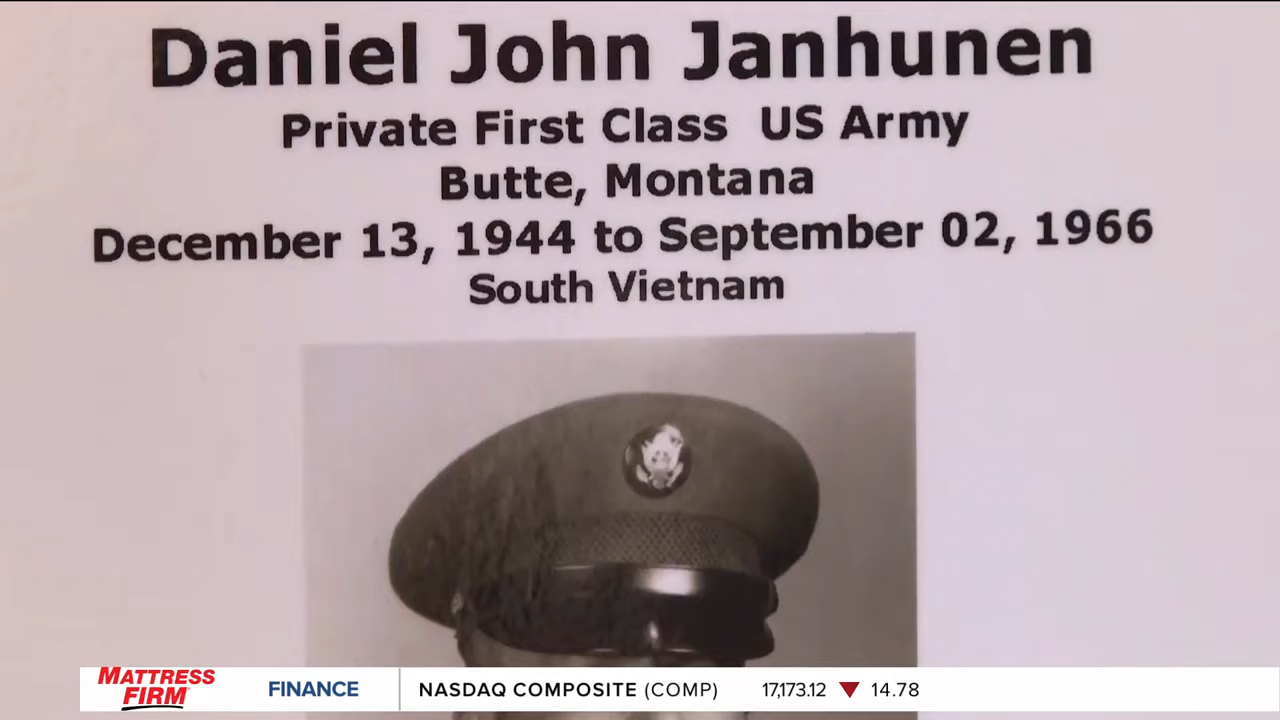 Daniel John Janhunen
Private First Class US Army
Butte, Montana
December 13, 1944 to September 02, 1966
South Vietnam
MATTRESS
FIRM
FINANCE
NASDAQ COMPOSITE (COMP) 17,173.12 ▼ 14.78